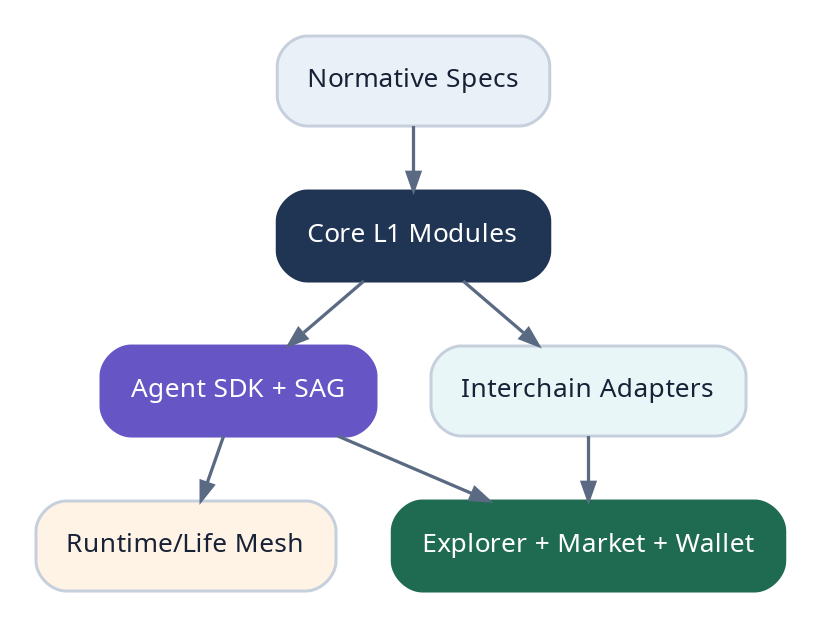 Normative Specs
Core L1 Modules
Agent SDK + SAG
Interchain Adapters
Runtime/Life Mesh
Explorer + Market + Wallet